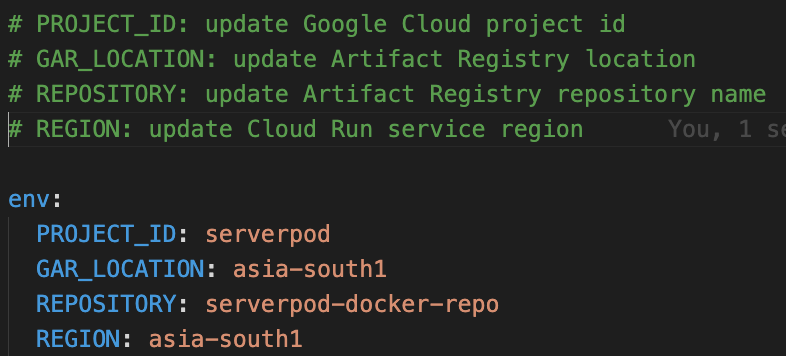 # PROJECT_ID: update Google Cloud project id
# GAR_LOCATION: update Artifact Registry location
# REPOSITORY: update Artifact Registry repository name
# REGION: update Cloud Run service region You, 1 se
env:
PROJECT_ID: serverpod
GAR_LOCATION: asia-south1
REPOSITORY: serverpod-docker-repo
REGION: asia-south1